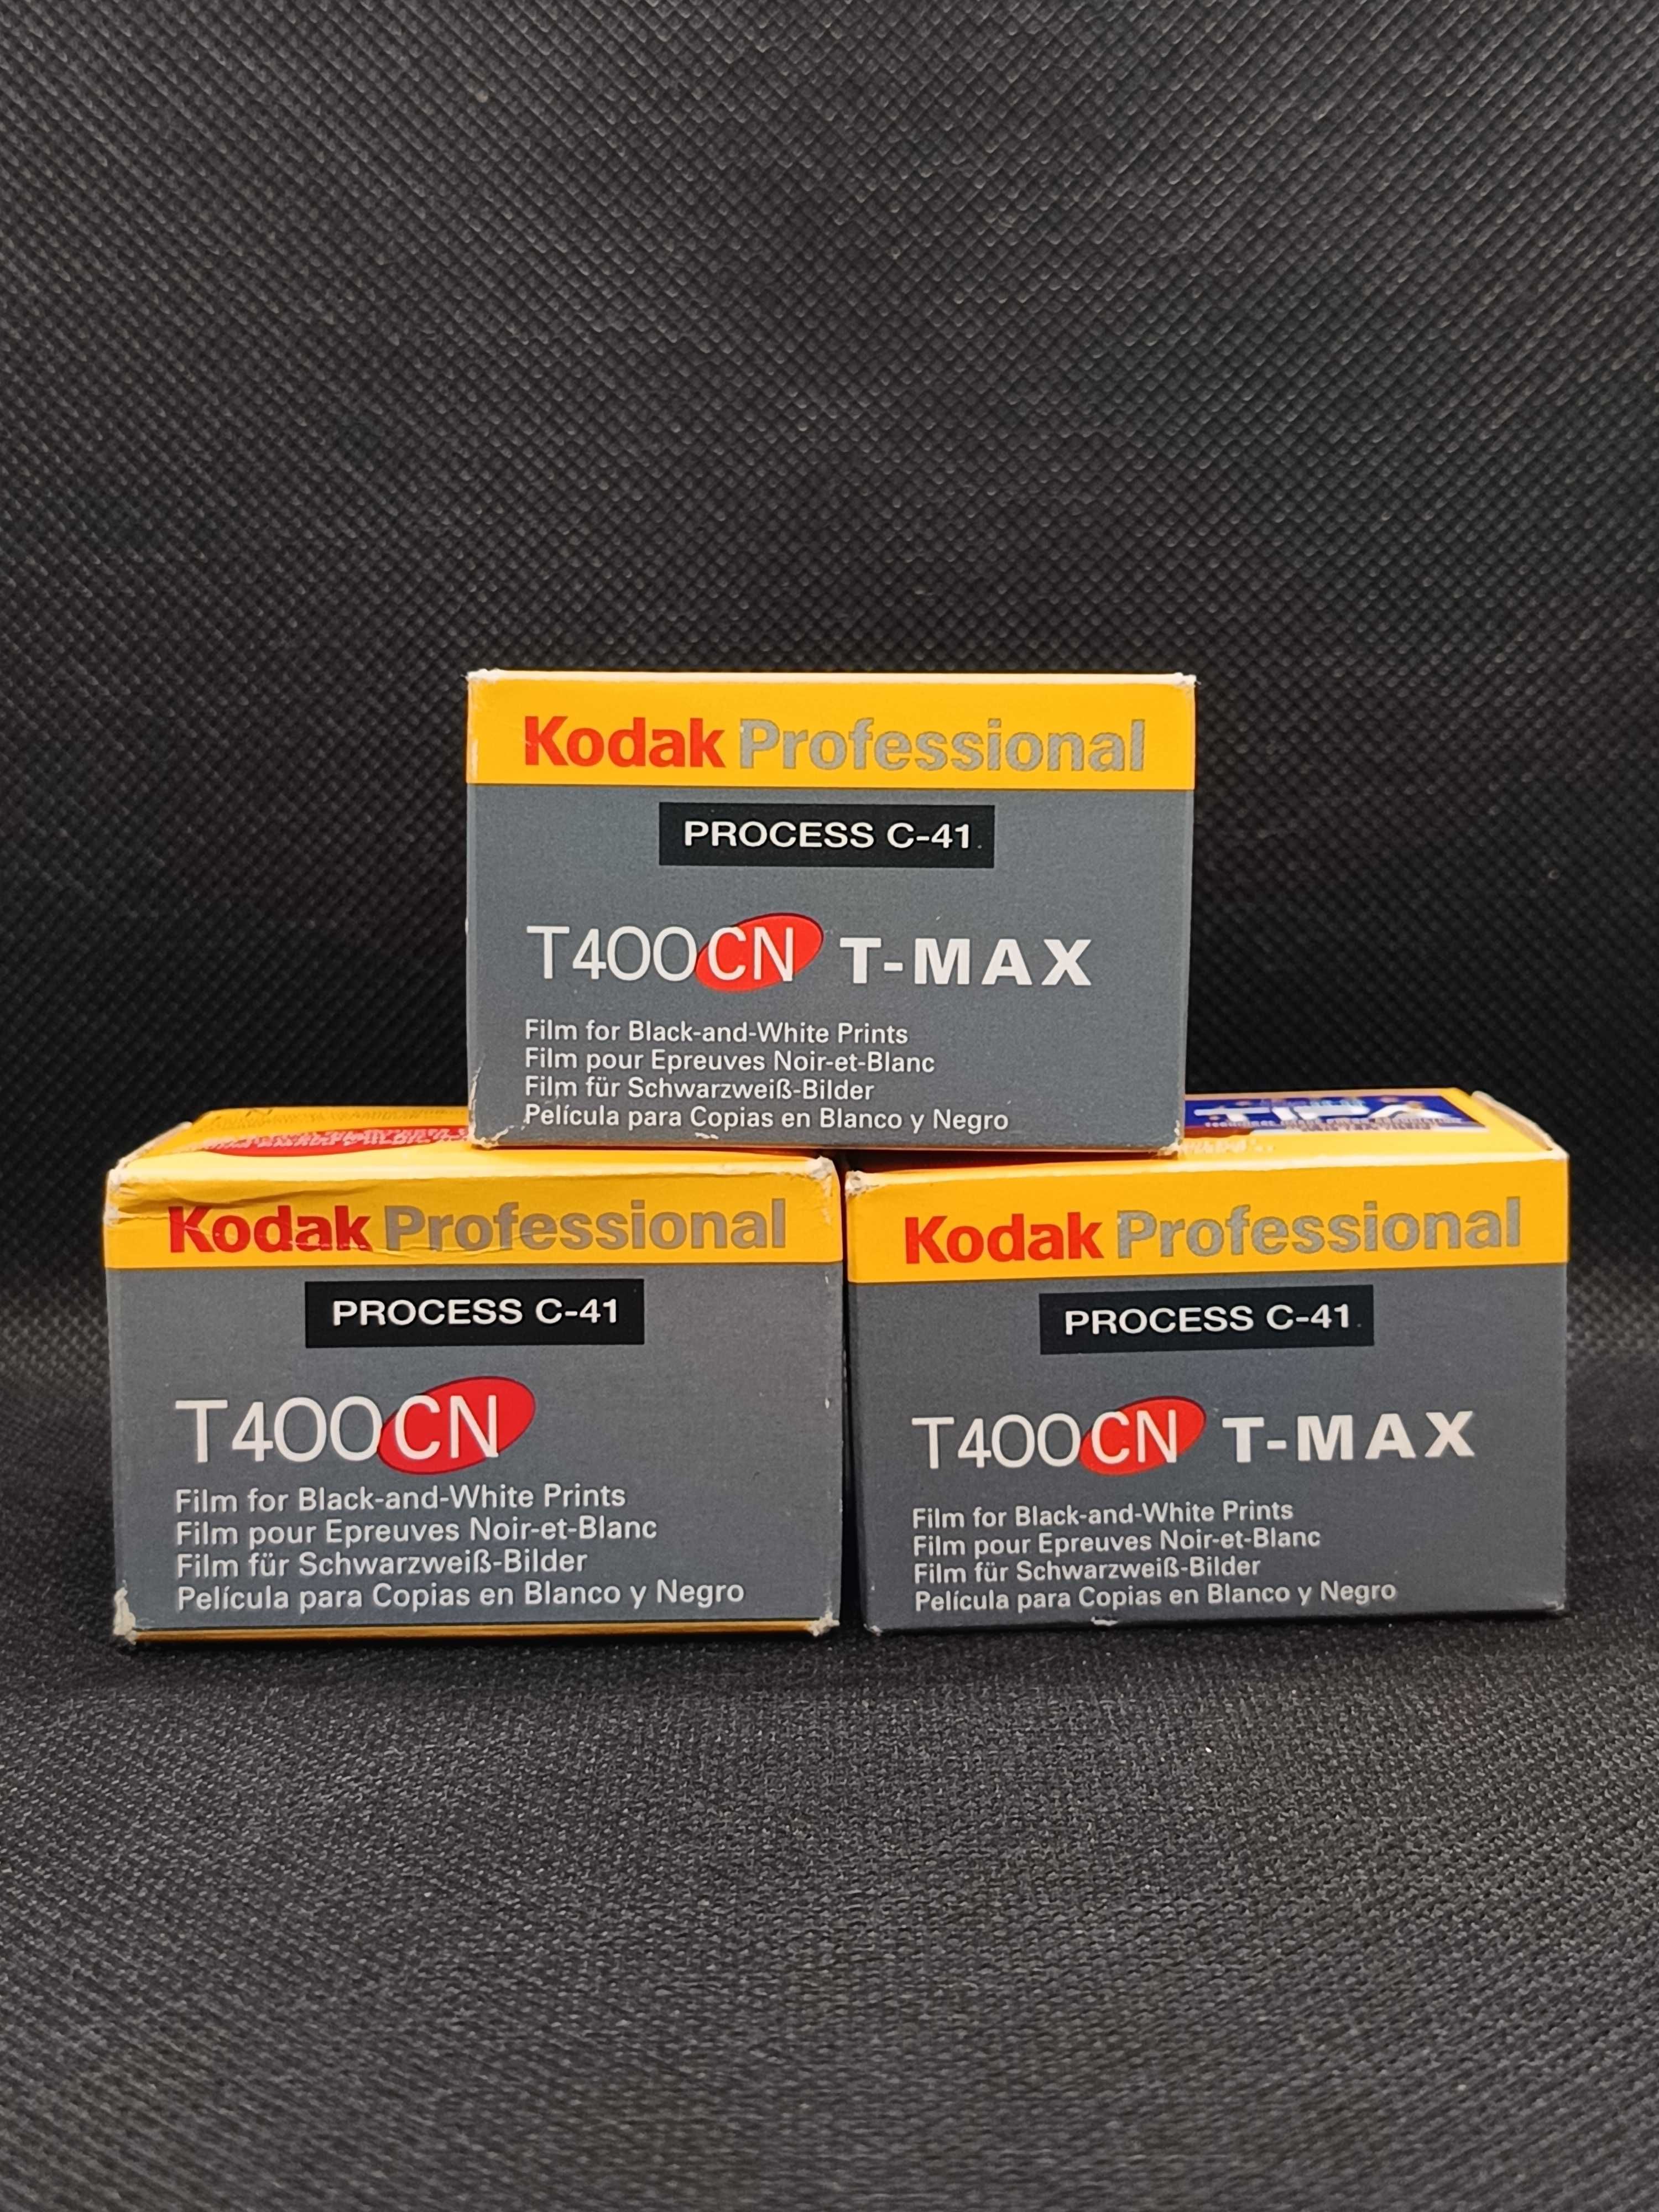 Kodak Professional
PROCESS C-41
T400CN T-MAX
Film for Black-and-White Prints
Film pour Epreuves Noir-et-Blanc
Film für Schwarzweiß-Bilder
Película para Copias en Blanco y Negro
TIPA
Kodak Professional
PROCESS C-41
T400CN
Film for Black-and-White Prints
Film pour Epreuves Noir-et-Blanc
Film für Schwarzweiß-Bilder
Película para Copias en Blanco y Negro
Kodak Professional
PROCESS C-41
T400CN T-MAX
Film for Black-and-White Prints
Film pour Epreuves Noir-et-Blanc
Film für Schwarzweiß-Bilder
Película para Copias en Blanco y Negro